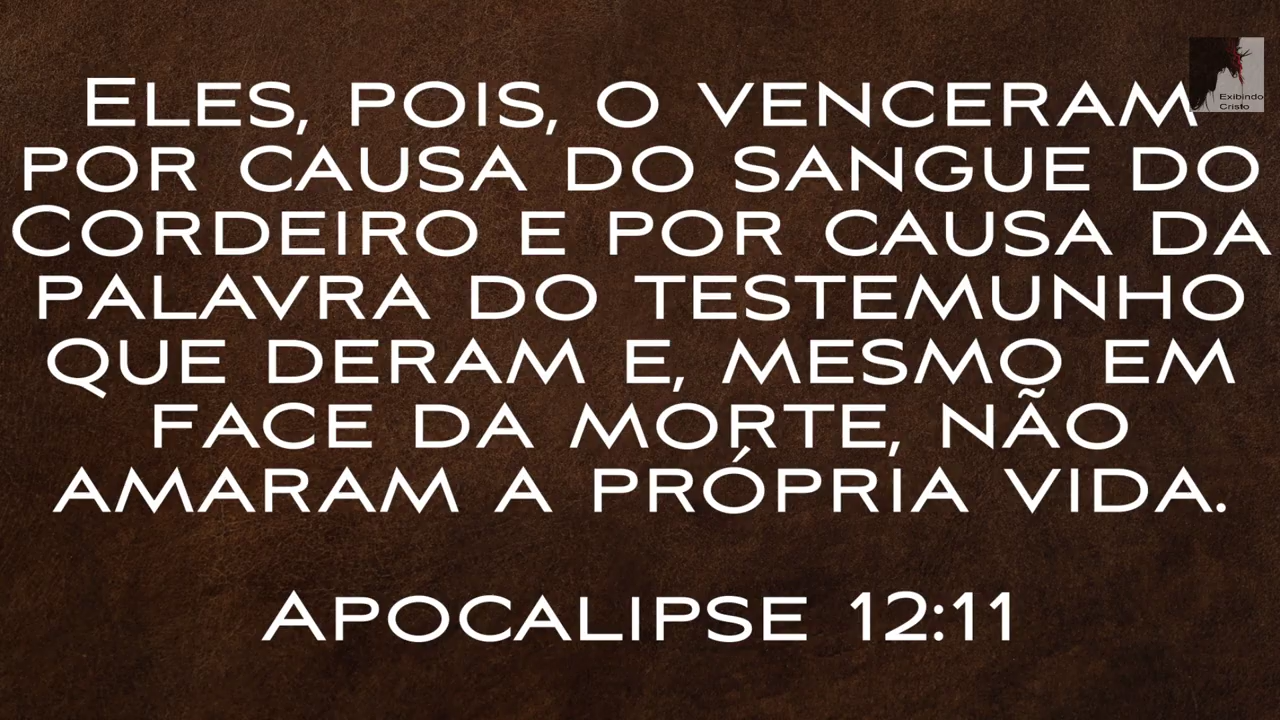 Eles, pois, o venceram
por causa do sangue do
Cordeiro e por causa da
palavra do testemunho
que deram e, mesmo em
face da morte, não
amaram a própria vida.
Apocalipse 12:11
Exibindo
Cristo